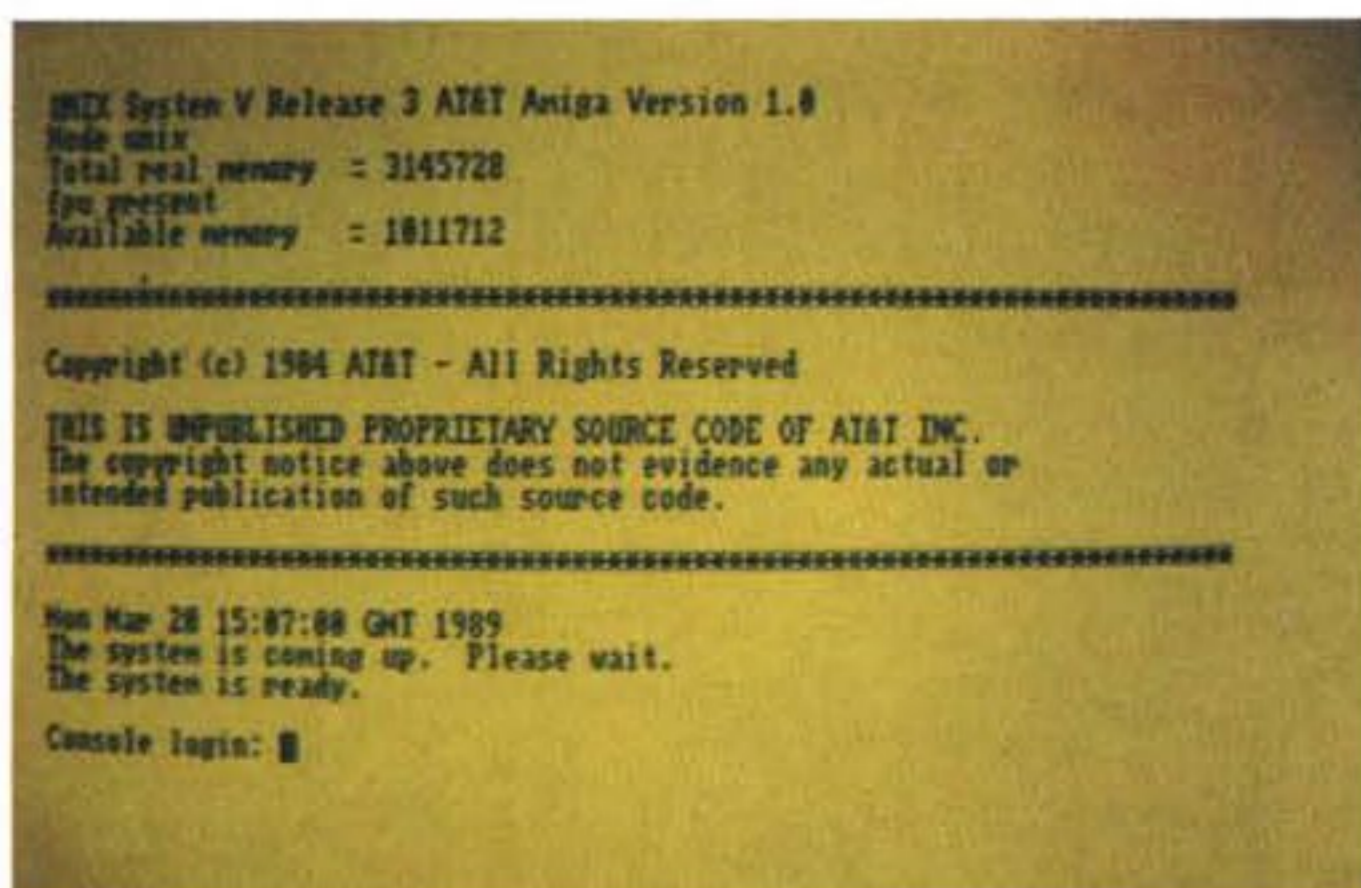 UNIX System V Release 3 AT&T Amiga Version 1.0
Node unix
Total real memory = 3145728
fpu present
Available memory = 1011712
Copyright (c) 1984 AT&T - All Rights Reserved
THIS IS UNPUBLISHED PROPRIETARY SOURCE CODE OF AT&T INC.
The copyright notice above does not evidence any actual or
intended publication of such source code.
Mon Mar 20 15:07:00 GMT 1989
The system is coming up. Please wait.
The system is ready.
Console login: